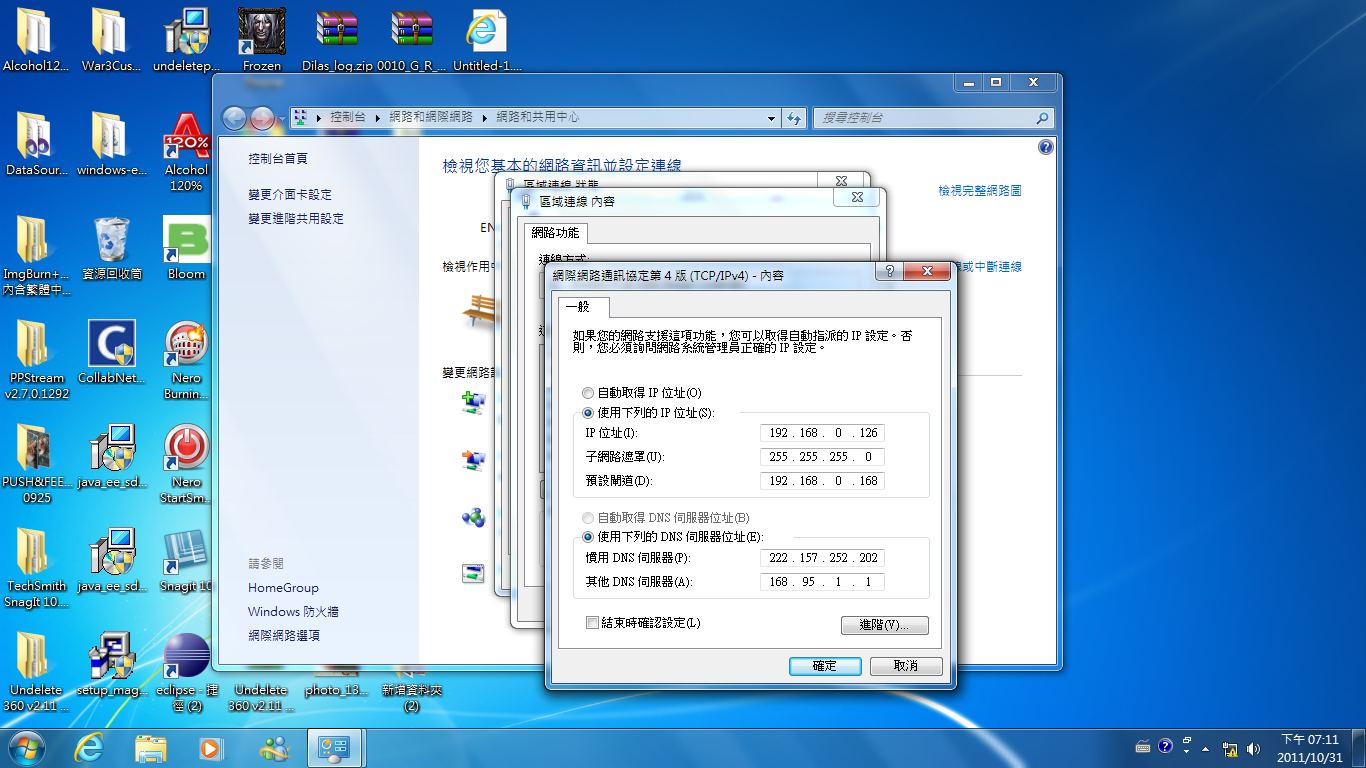 Alcohol12...
War3Cus...
undeletep...
Frozen
Dilas_log.zip
0010_G_R_...
Untitled-1....
DataSour...
windows-e...
Alcohol
120%
ImgBurn+...
內含繁體中...
資源回收筒
Bloom
PPStream
v2.7.0.1292
CollabNet...
Nero
Burnin...
PUSH&FEE...
0925
java_ee_sd...
Nero
StartSm...
TechSmith
SnagIt 10....
java_ee_sd...
Snagit 10
Undelete
360 v2.11 ...
setup_mag...
eclipse - 捷
徑 (2)
Undelete
360 v2.11 ...
photo_13...
新增資料夾
(2)
控制台
網路和網際網路
網路和共用中心
搜尋控制台
控制台首頁
變更介面卡設定
變更進階共用設定
請參閱
HomeGroup
Windows 防火牆
網際網路選項
檢視您基本的網路資訊並設定連線
檢視完整網路圖
EN
檢視作用中
線或中斷連線
變更網路設
區域連線 狀態
區域連線 內容
網路功能
連線方式:
網際網路通訊協定第 4 版 (TCP/IPv4) - 內容
一般
如果您的網路支援這項功能，您可以取得自動指派的 IP 設定。否
則，您必須詢問網路系統管理員正確的 IP 設定。
自動取得 IP 位址(O)
使用下列的 IP 位址(S):
IP 位址(I):
192 . 168 . 0 . 126
子網路遮罩(U):
255 . 255 . 255 . 0
預設閘道(D):
192 . 168 . 0 . 168
自動取得 DNS 伺服器位址(B)
使用下列的 DNS 伺服器位址(E):
慣用 DNS 伺服器(P):
222 . 157 . 252 . 202
其他 DNS 伺服器(A):
168 . 95 . 1 . 1
結束時確認設定(L)
進階(V)...
確定
取消
下午 07:11
2011/10/31